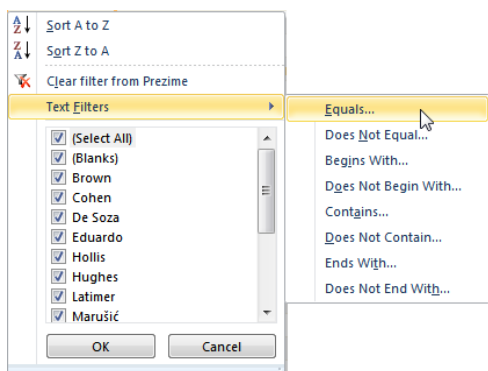 Sort A to Z
Sort Z to A
Clear filter from Prezime
Text Filters
(Select All)
(Blanks)
Brown
Cohen
De Soza
Eduardo
Hollis
Hughes
Latimer
Marušić
OK Cancel
Equals...
Does Not Equal...
Begins With...
Does Not Begin With...
Contains...
Does Not Contain...
Ends With...
Does Not End With...